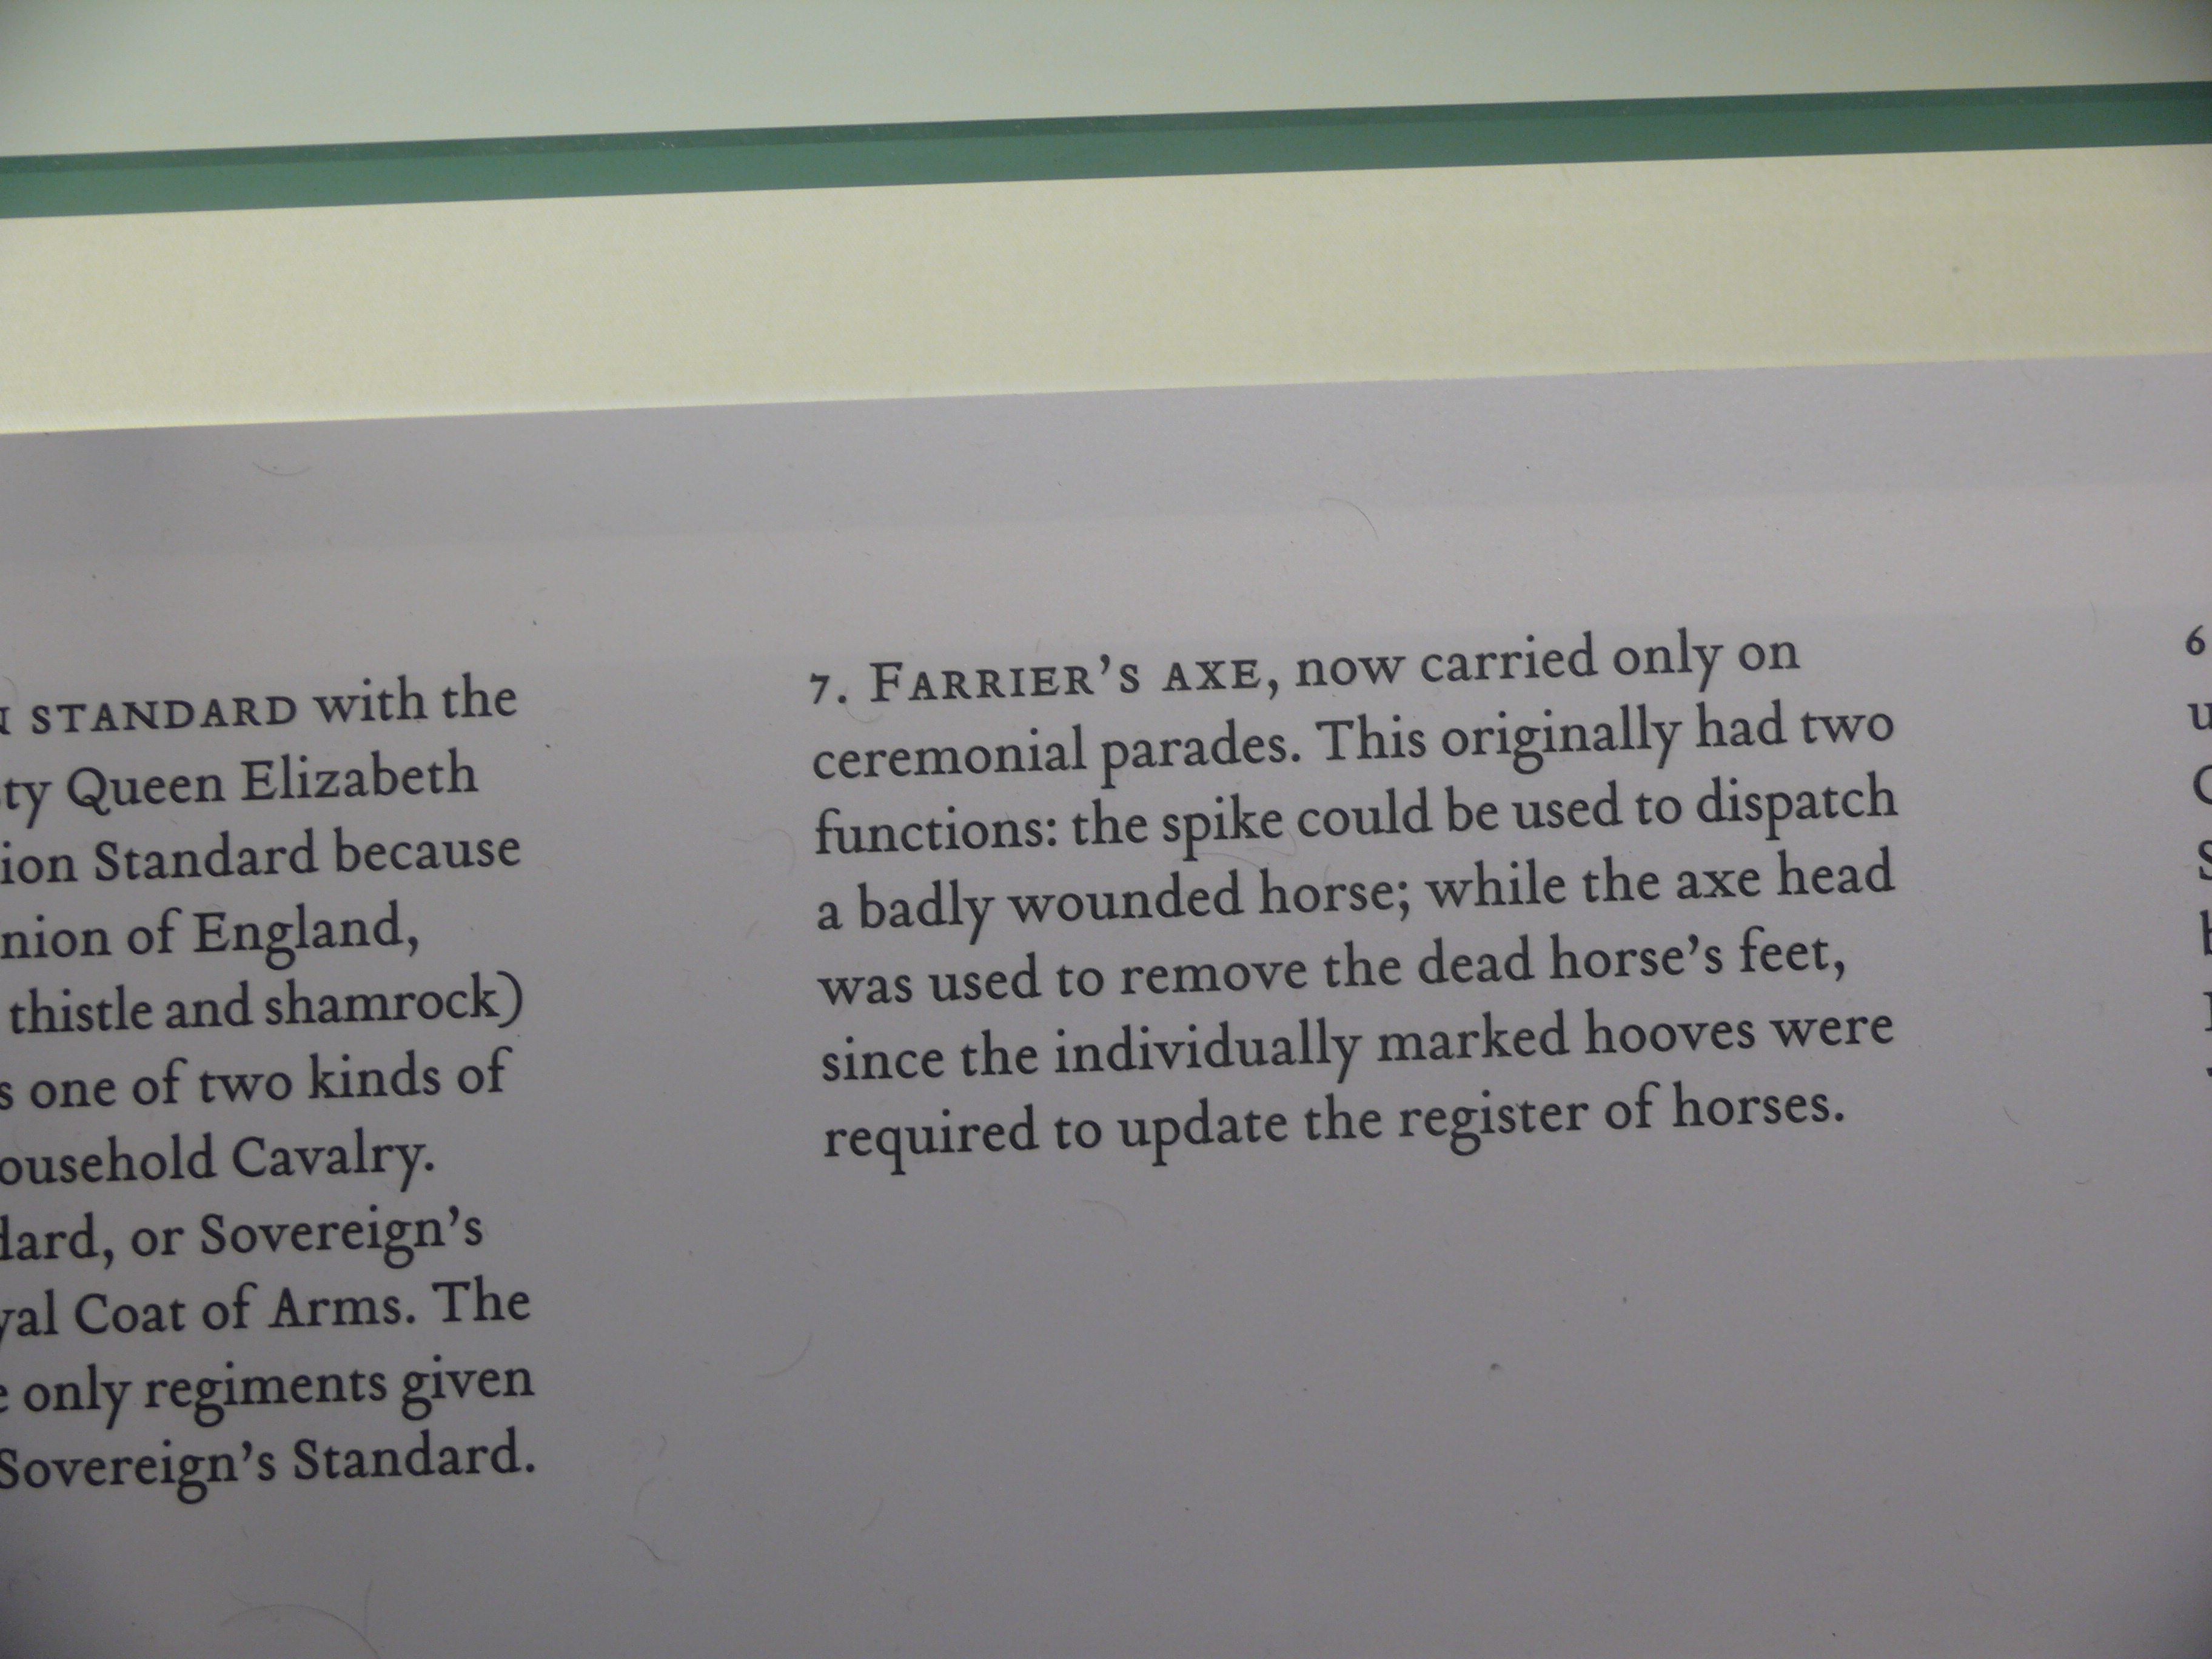 STANDARD with the
Queen Elizabeth
Standard because
of England,
thistle and shamrock)
one of two kinds of
Cavalry.
or Sovereign's
Coat of Arms. The
only regiments given
Sovereign's Standard.
7. FARRIER'S AXE, now carried only on
ceremonial parades. This originally had two
functions: the spike could be used to dispatch
a badly wounded horse; while the axe head
was used to remove the dead horse's feet,
since the individually marked hooves were
required to update the register of horses.
6